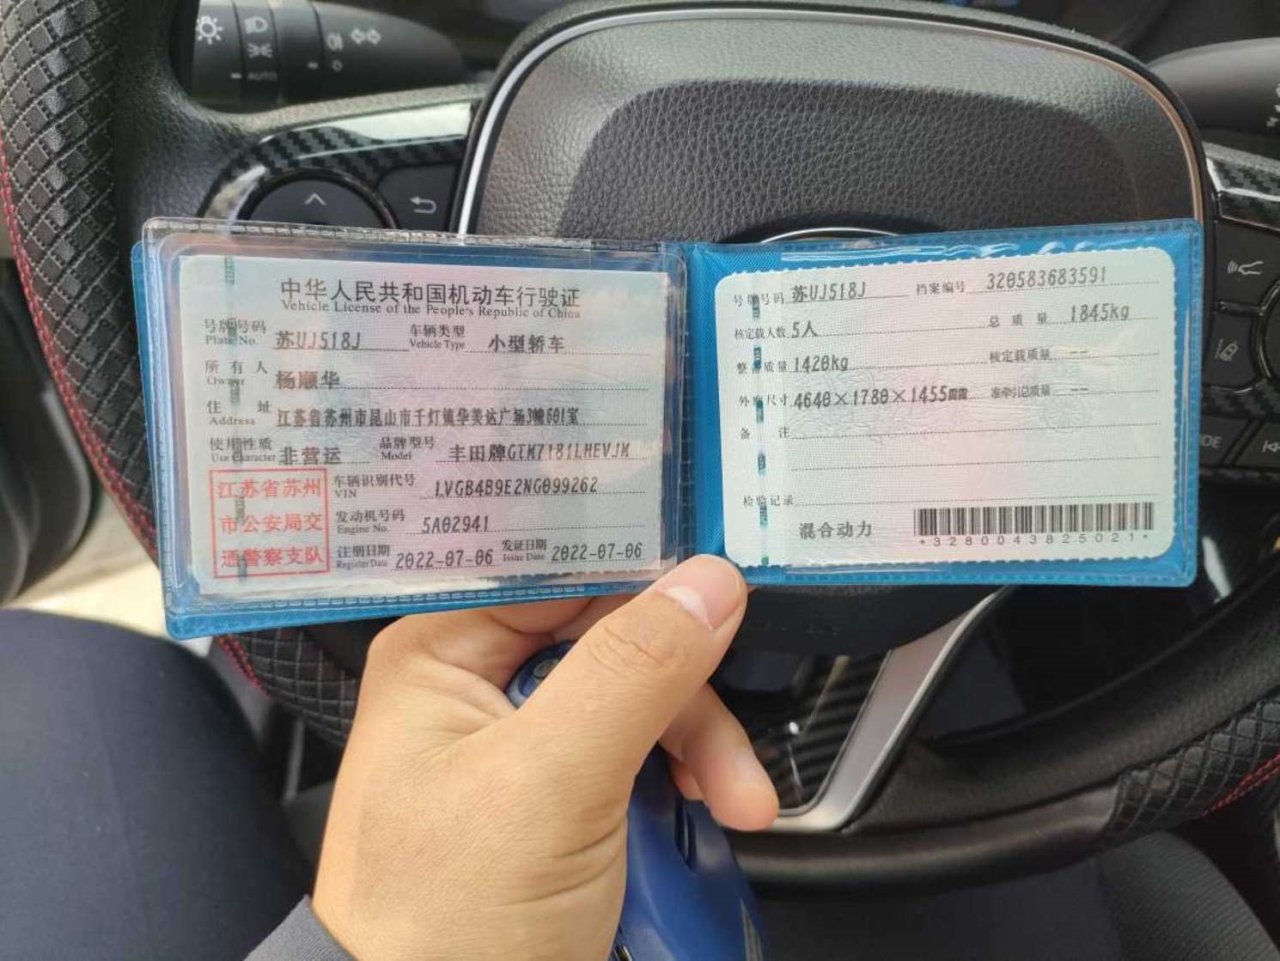 AUTO
中华人民共和国机动车行驶证
Vehicle License of the People's Republic of China
号牌号码 Plate No. 苏UJ518J 车辆类型 Vehicle Type 小型轿车
所有人 Owner 杨顺华
住址 Address 江苏省苏州市昆山市千灯镇华美达广场3幢601室
使用性质 Use Character 非营运 品牌型号 Model 丰田牌GTM7181LHEVJM
江苏省苏州
市公安局交
通警察支队
车辆识别代号 VIN LVGB4B9E2NG099262
发动机号码 Engine No. 5A02941
注册日期 Register Date 2022-07-06 发证日期 Issue Date 2022-07-06
号牌号码 苏UJ518J 档案编号 320583683591
核定载人数 5人 总质量 1845kg
整备质量 1420kg 核定载质量 --
外廓尺寸 4640×1780×1455 准牵引总质量 --
备注
检验记录
混合动力
*3280043825021*